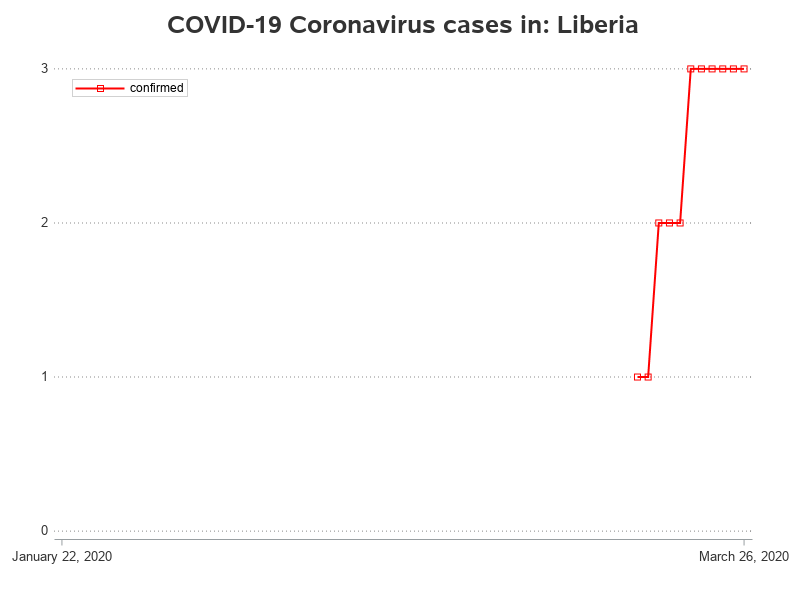 COVID-19 Coronavirus cases in: Liberia
3
confirmed
2
1
0
January 22, 2020
March 26, 2020